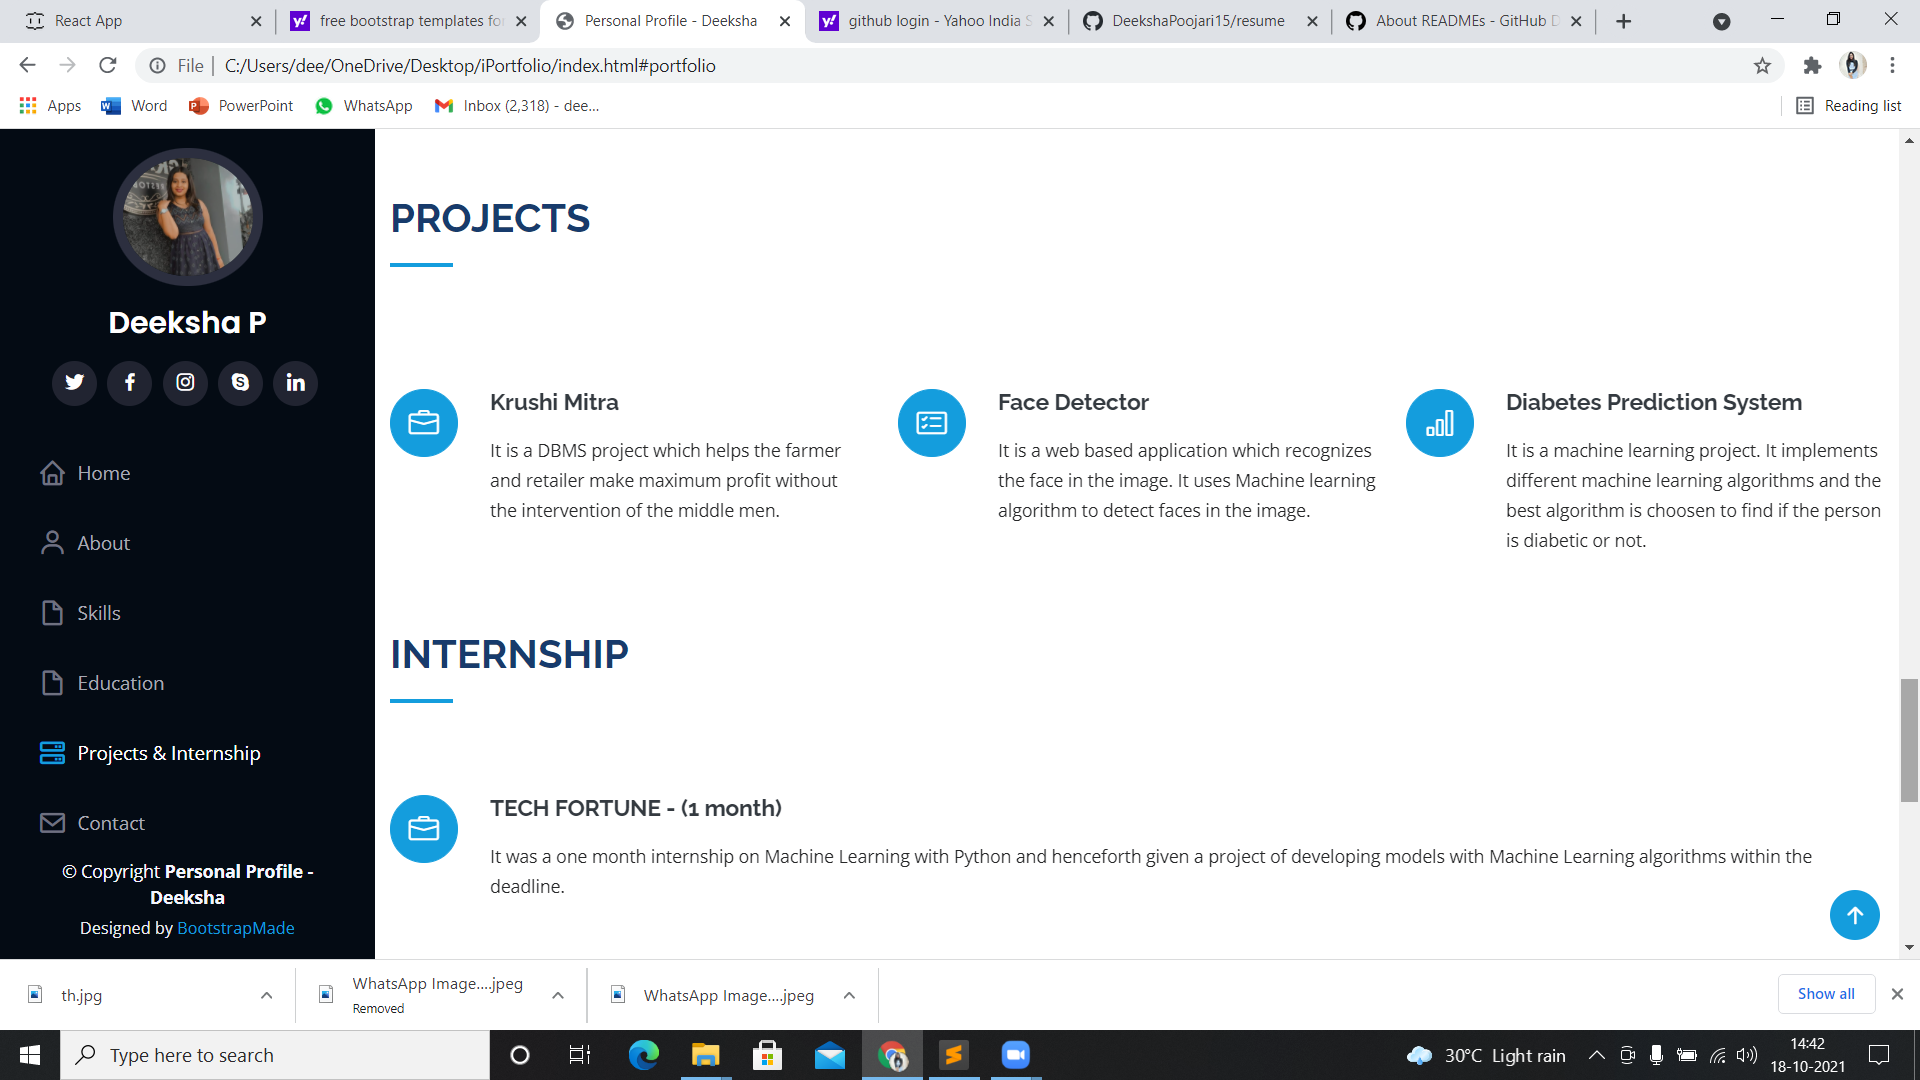 React App
free bootstrap templates fo
Personal Profile - Deeksha
github login - Yahoo India S
DeekshaPoojari15/resume
About READMEs - GitHub D
File
C:/Users/dee/OneDrive/Desktop/iPortfolio/index.html#portfolio
Apps
Word
PowerPoint
WhatsApp
Inbox (2,318) - dee...
Reading list
Deeksha P
Home
About
Skills
Education
Projects & Internship
Contact
© Copyright Personal Profile -
Deeksha
Designed by BootstrapMade
PROJECTS
Krushi Mitra
It is a DBMS project which helps the farmer
and retailer make maximum profit without
the intervention of the middle men.
Face Detector
It is a web based application which recognizes
the face in the image. It uses Machine learning
algorithm to detect faces in the image.
Diabetes Prediction System
It is a machine learning project. It implements
different machine learning algorithms and the
best algorithm is choosen to find if the person
is diabetic or not.
INTERNSHIP
TECH FORTUNE - (1 month)
It was a one month internship on Machine Learning with Python and henceforth given a project of developing models with Machine Learning algorithms within the
deadline.
th.jpg
WhatsApp Image....jpeg
Removed
WhatsApp Image....jpeg
Show all
Type here to search
30°C Light rain
14:42
18-10-2021